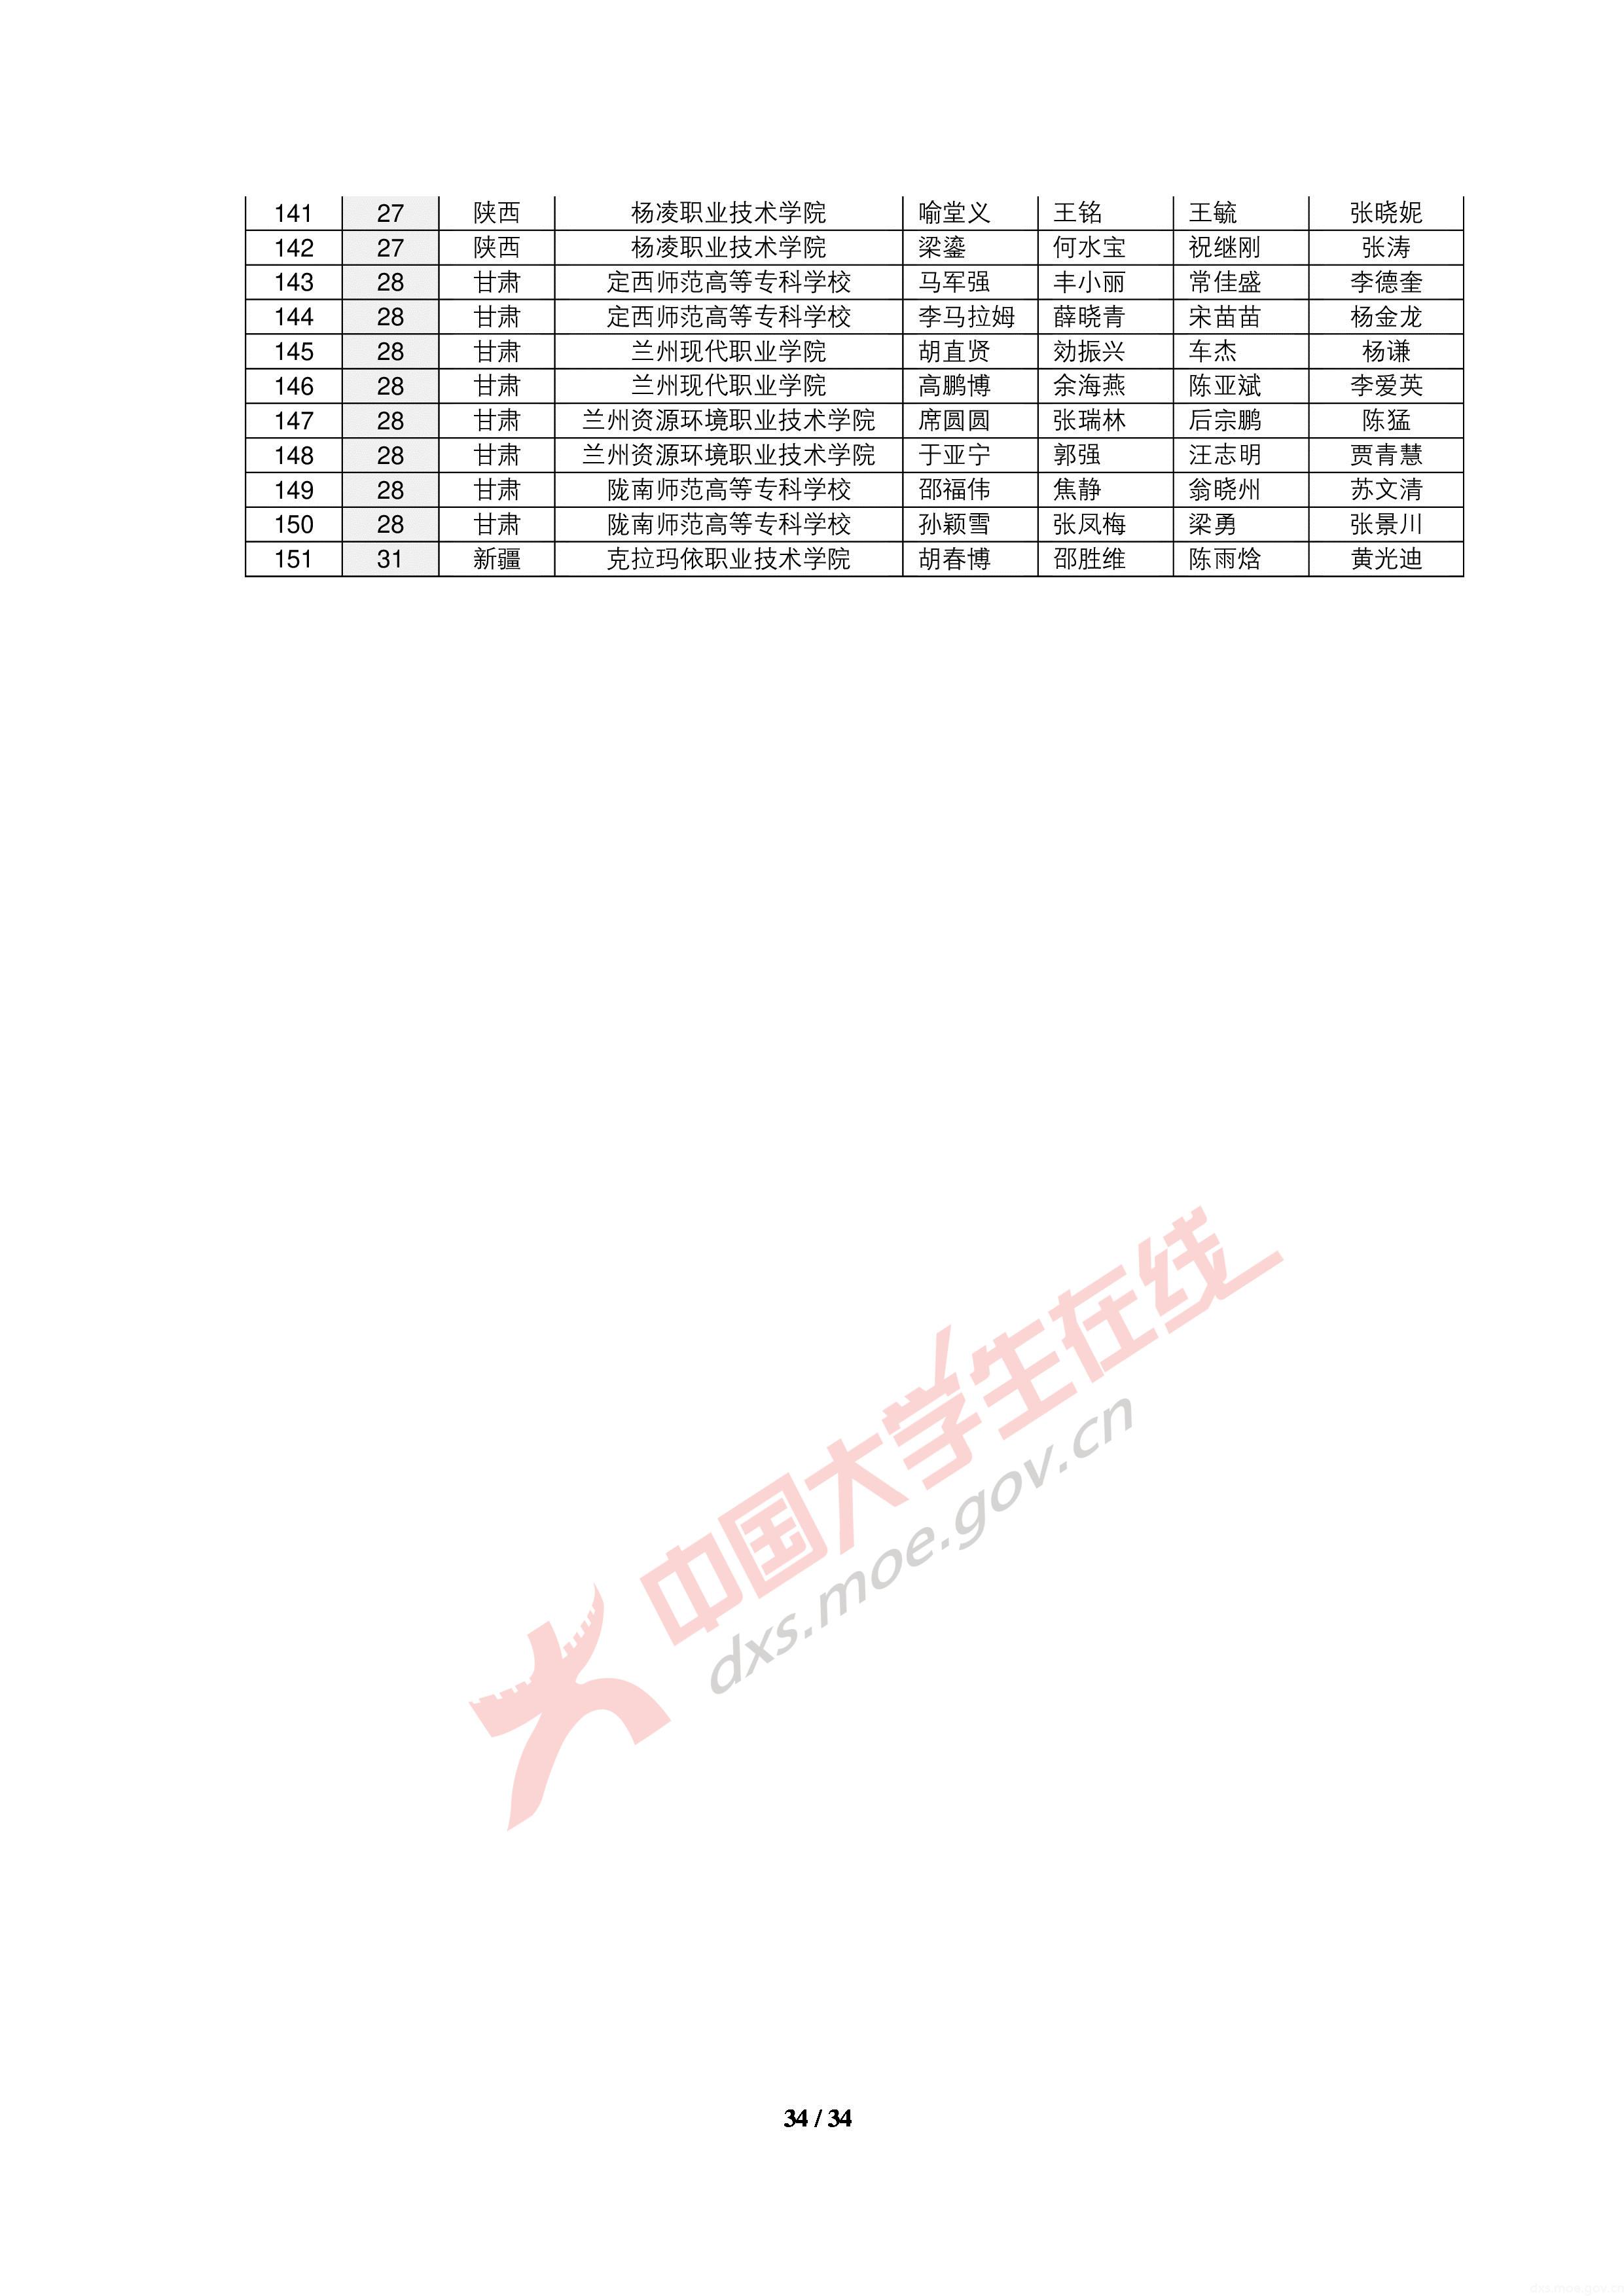 141 27 陕西 杨凌职业技术学院 喻堂义 王铭 王毓 张晓妮
142 27 陕西 杨凌职业技术学院 梁鎏 何水宝 祝继刚 张涛
143 28 甘肃 定西师范高等专科学校 马军强 丰小丽 常佳盛 李德奎
144 28 甘肃 定西师范高等专科学校 李马拉姆 薛晓青 宋苗苗 杨金龙
145 28 甘肃 兰州现代职业学院 胡直贤 効振兴 车杰 杨谦
146 28 甘肃 兰州现代职业学院 高鹏博 余海燕 陈亚斌 李爱英
147 28 甘肃 兰州资源环境职业技术学院 席圆圆 张瑞林 后宗鹏 陈猛
148 28 甘肃 兰州资源环境职业技术学院 于亚宁 郭强 汪志明 贾青慧
149 28 甘肃 陇南师范高等专科学校 邵福伟 焦静 翁晓州 苏文清
150 28 甘肃 陇南师范高等专科学校 孙颖雪 张凤梅 梁勇 张景川
151 31 新疆 克拉玛依职业技术学院 胡春博 邵胜维 陈雨焓 黄光迪
中国大学生在线
dxs.moe.gov.cn
34 / 34
dxs.moe.gov.cn